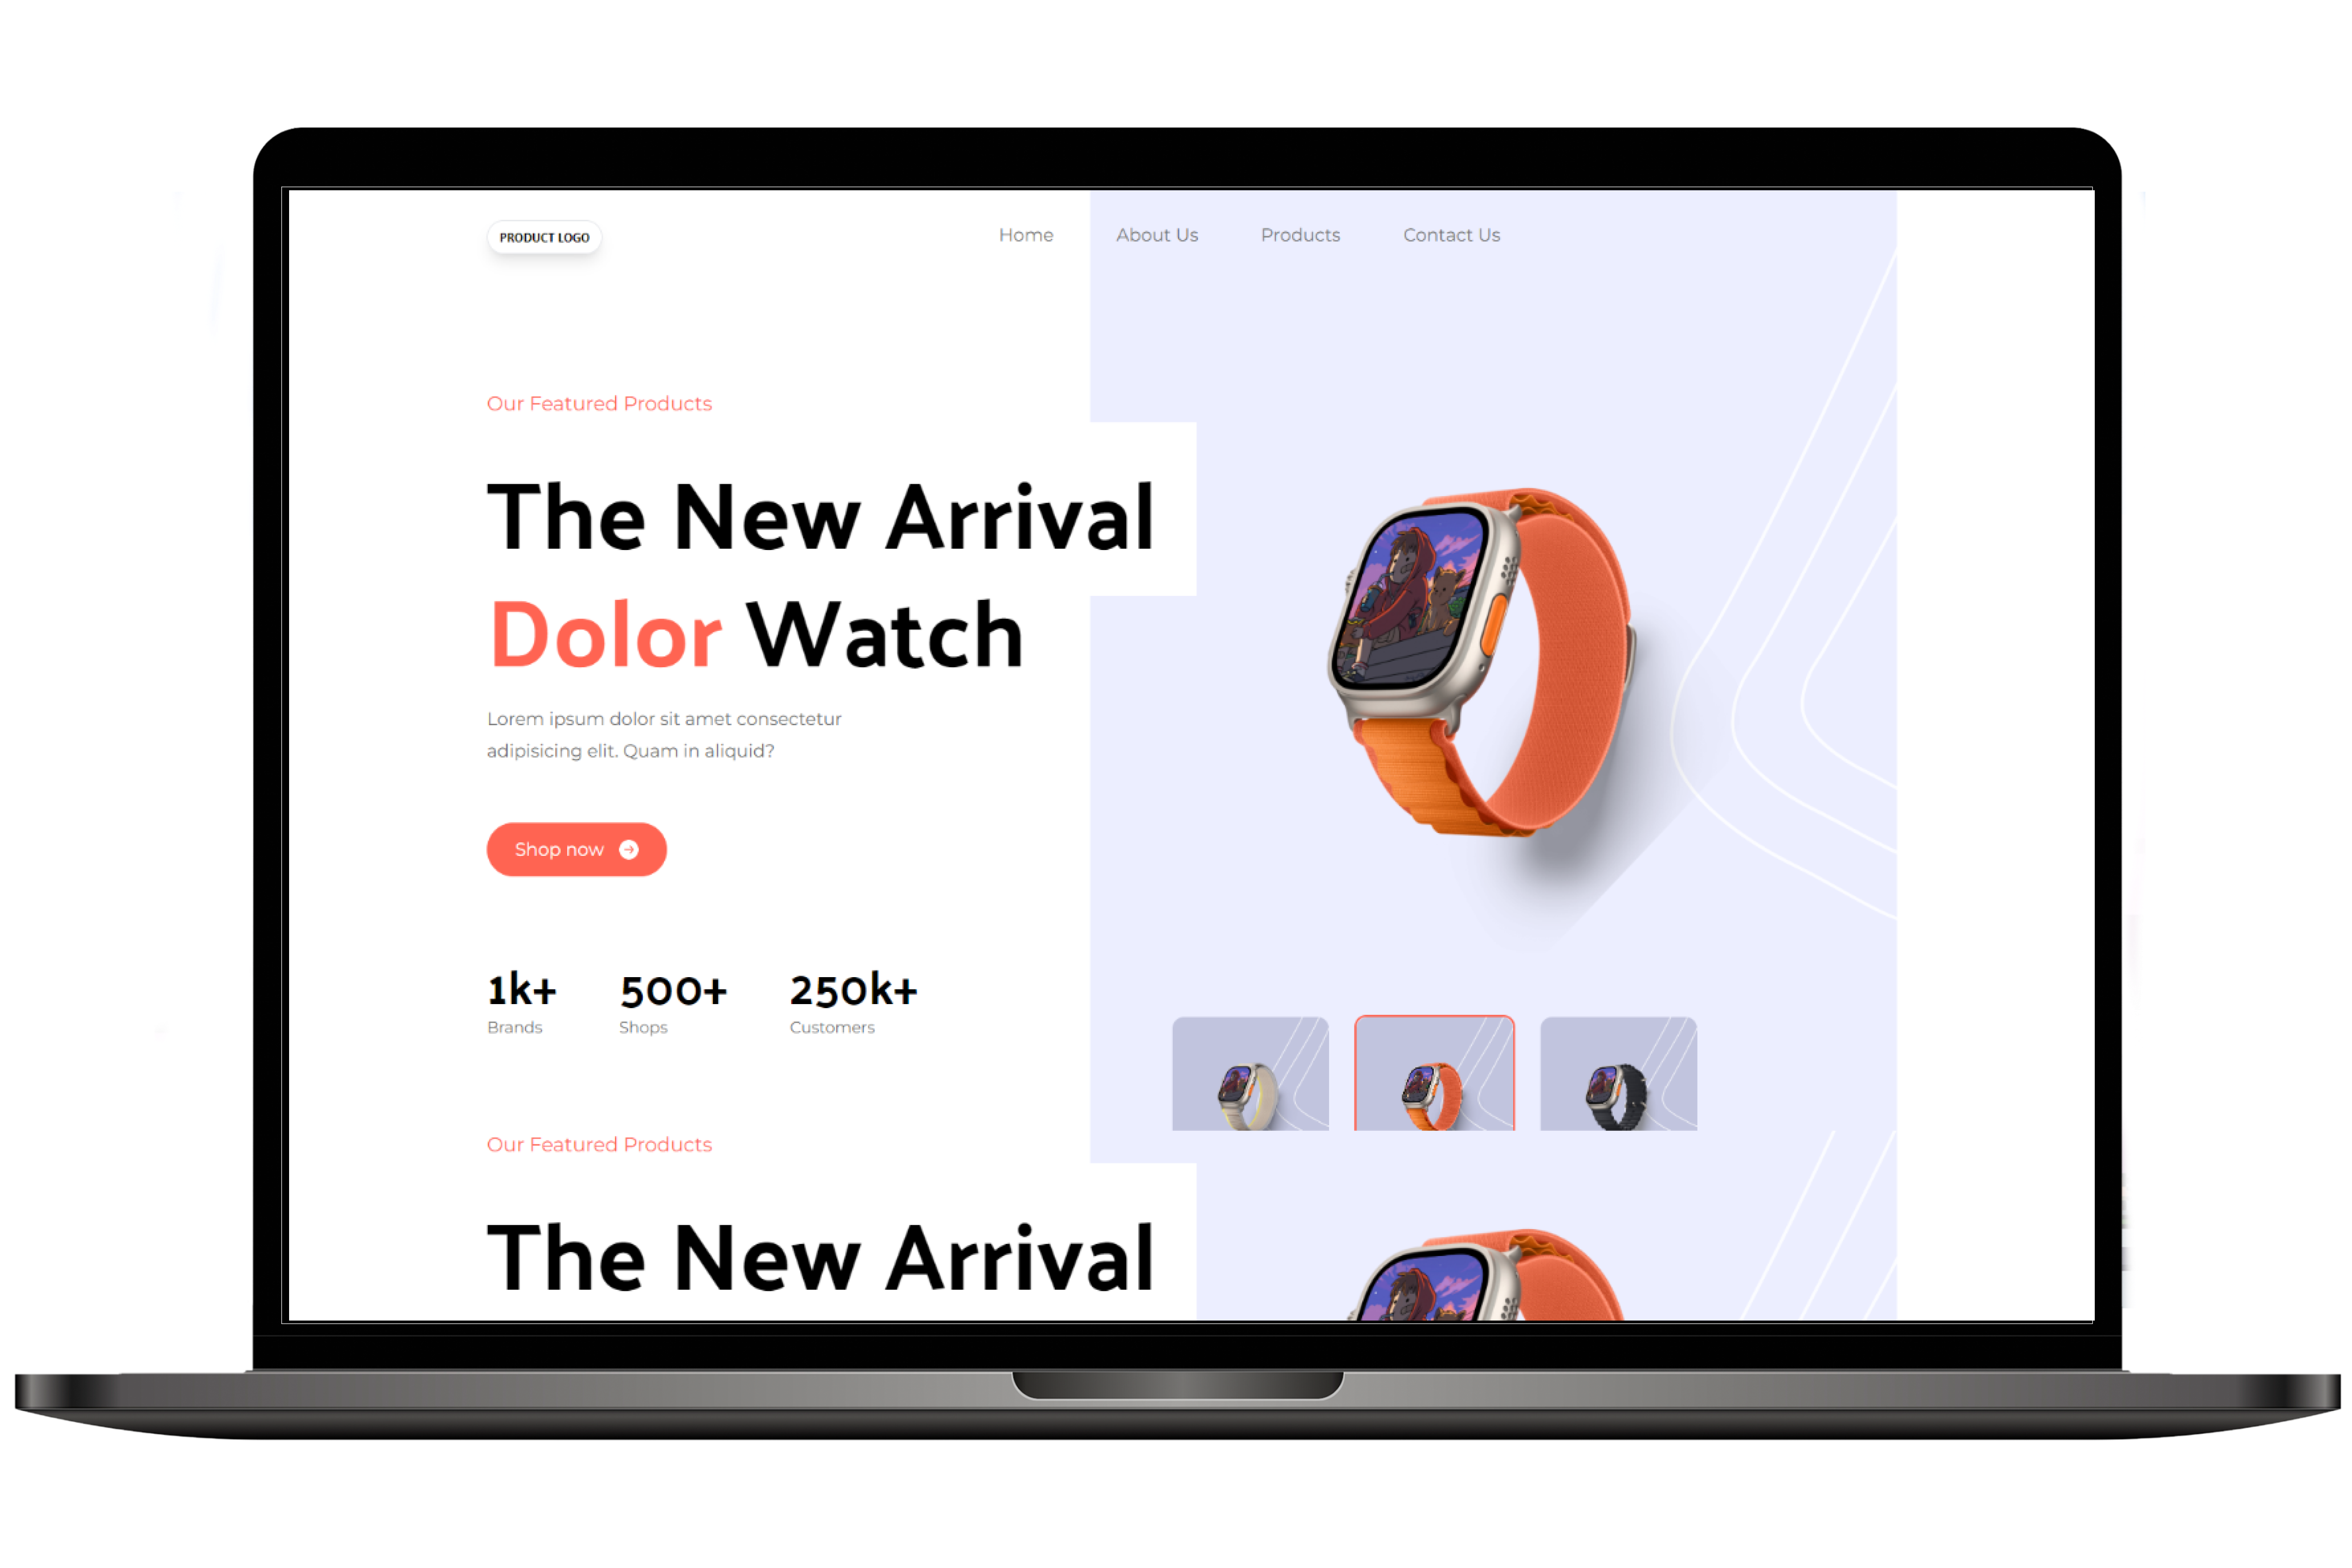 PRODUCT LOGO
Home About Us Products Contact Us
Our Featured Products
The New Arrival
Dolor Watch
Lorem ipsum dolor sit amet consectetur
adipisicing elit. Quam in aliquid?
Shop now
1k+ 500+ 250k+
Brands Shops Customers
Our Featured Products
The New Arrival